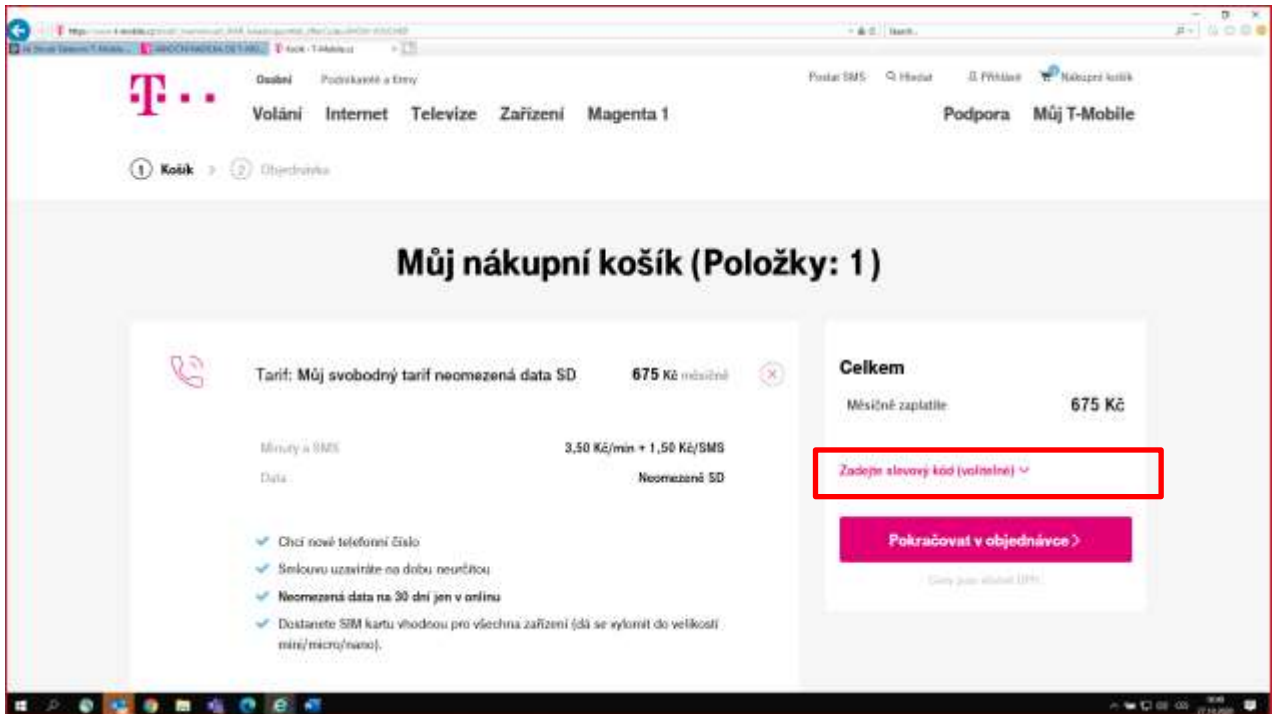 T-Mobile
Osobní Podnikatelé a firmy
Poslat SMS Hledat Přihlásit Nákupní košík
Volání Internet Televize Zařízení Magenta 1
Podpora Můj T-Mobile
1 Košík 2 Objednávka
Můj nákupní košík (Položky: 1)
Tarif: Můj svobodný tarif neomezená data SD 675 Kč měsíčně
Minuty a SMS 3,50 Kč/min + 1,50 Kč/SMS
Data Neomezené SD
Chci nové telefonní číslo
Smlouvu uzavíráte na dobu neurčitou
Neomezená data na 30 dní jen v onlinu
Dostanete SIM kartu vhodnou pro všechna zařízení (dá se vylomit do velikosti
mini/micro/nano).
Celkem
Měsíčně zaplatíte 675 Kč
Zadejte slevový kód (volitelné)
Pokračovat v objednávce